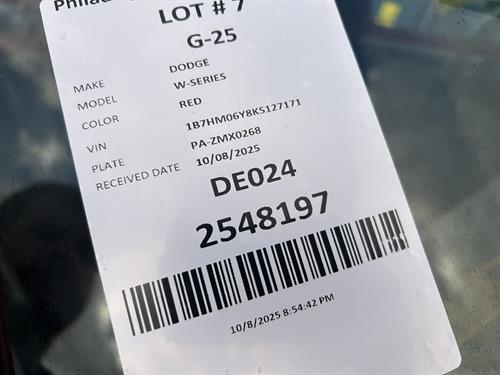 LOT # 7
G-25
MAKE DODGE
MODEL W-SERIES
COLOR RED
VIN 1B7HM06Y8KS127171
PLATE PA-ZMX0268
RECEIVED DATE 10/08/2025
DE024
2548197
10/8/2025 8:54:42 PM